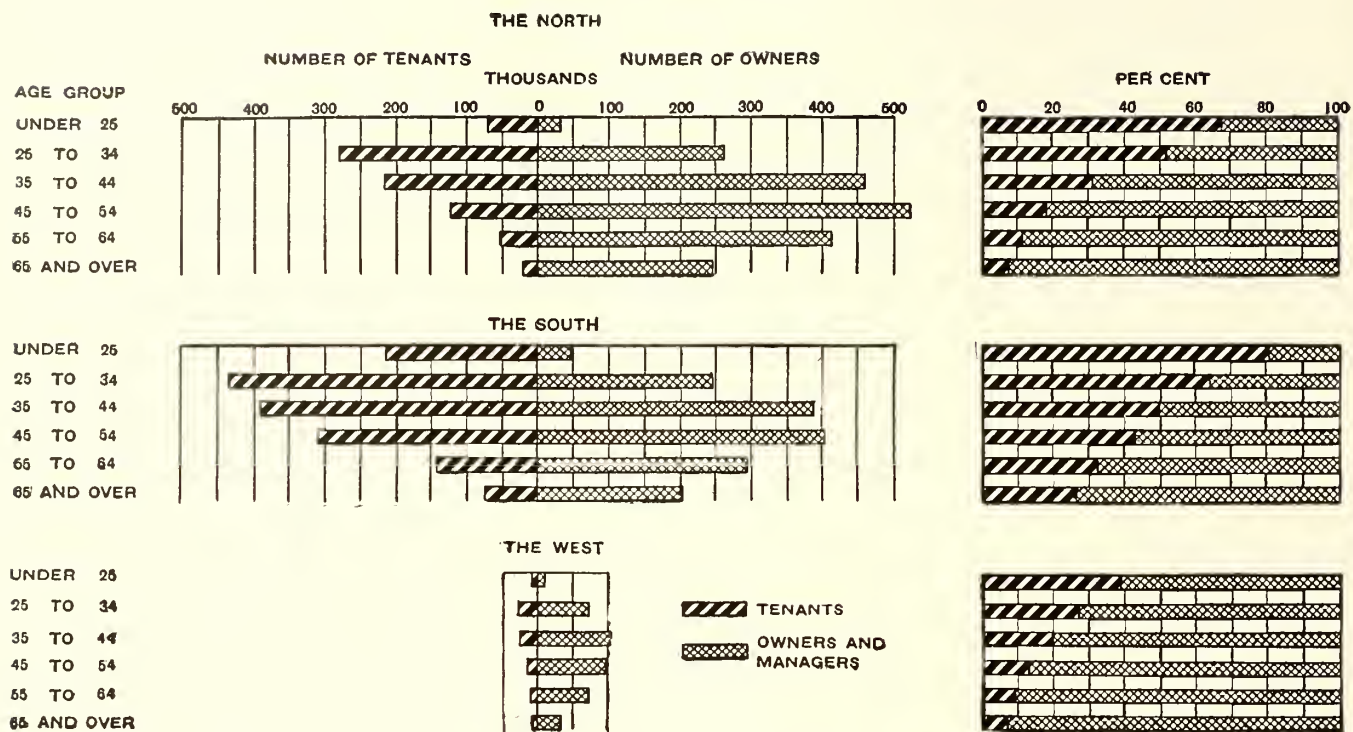 THE NORTH
NUMBER OF TENANTS NUMBER OF OWNERS
THOUSANDS PER CENT
AGE GROUP
500 400 300 200 100 0 100 200 300 400 500 0 20 40 60 80 100
UNDER 25
25 TO 34
35 TO 44
45 TO 54
55 TO 64
65 AND OVER
THE SOUTH
UNDER 25
25 TO 34
35 TO 44
45 TO 54
55 TO 64
65 AND OVER
THE WEST
UNDER 25
25 TO 34
TENANTS
35 TO 44
OWNERS AND
MANAGERS
45 TO 54
55 TO 64
65 AND OVER